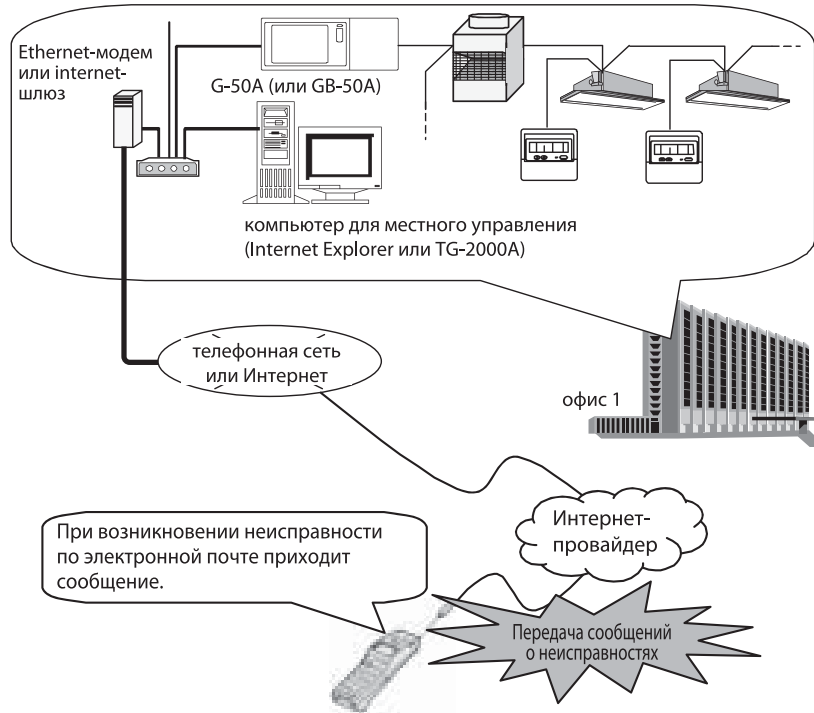 Ethernet-модем
или internet-
шлюз
G-50A (или GB-50A)
компьютер для местного управления
(Internet Explorer или TG-2000A)
телефонная сеть
или Интернет
офис 1
Интернет-
провайдер
При возникновении неисправности
по электронной почте приходит
сообщение.
Передача сообщений
о неисправностях